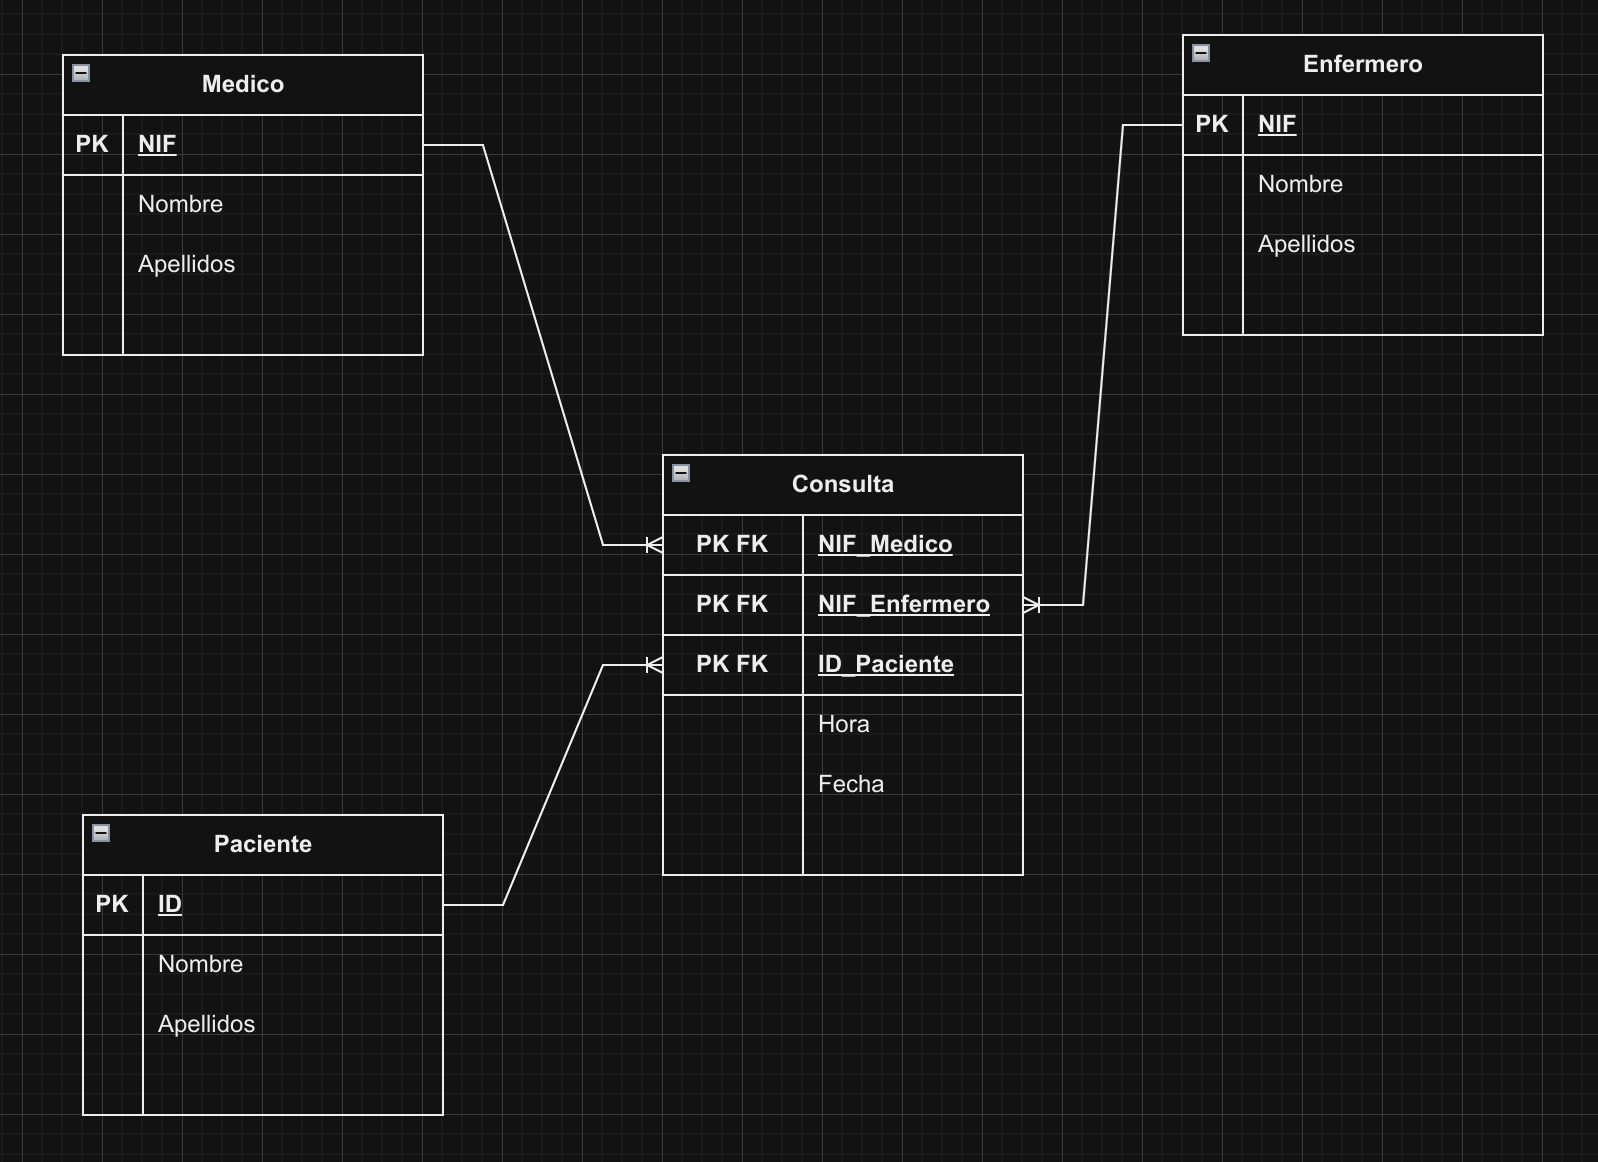 Medico
PK NIF
Nombre
Apellidos
Enfermero
PK NIF
Nombre
Apellidos
Consulta
PK FK NIF_Medico
PK FK NIF_Enfermero
PK FK ID_Paciente
Hora
Fecha
Paciente
PK ID
Nombre
Apellidos